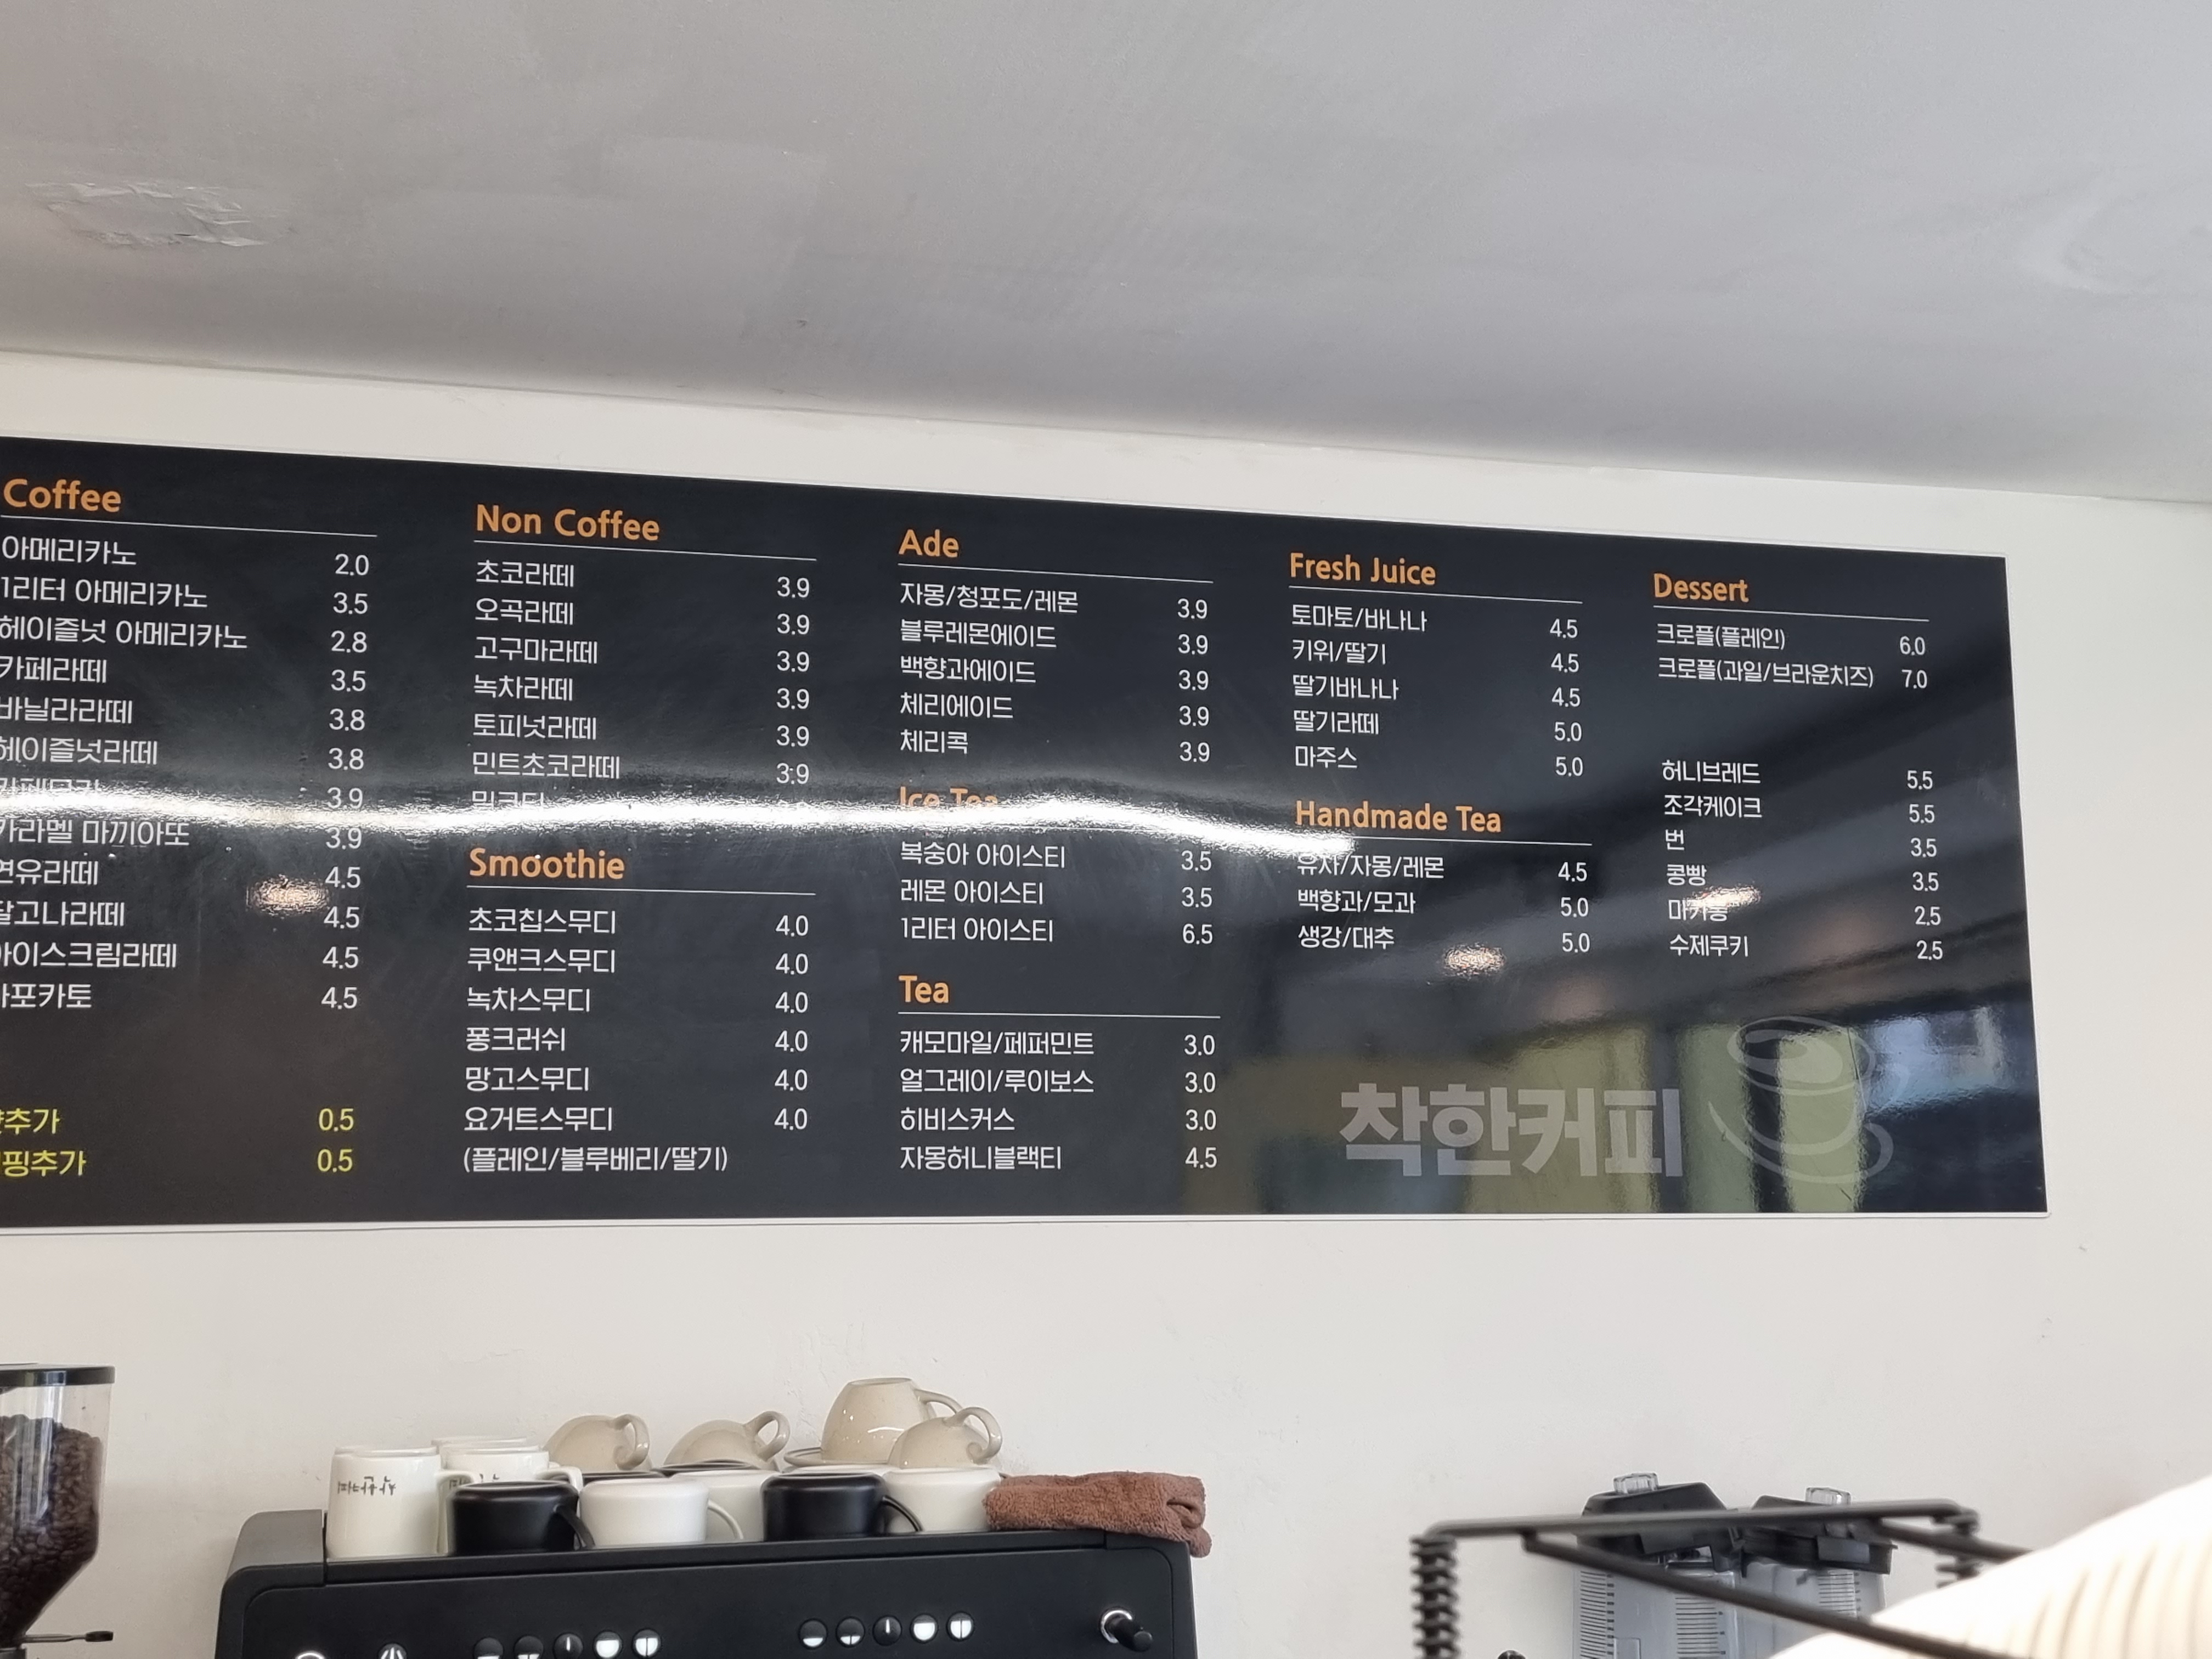 Coffee
아메리카노 2.0
1리터 아메리카노 3.5
헤이즐넛 아메리카노 2.8
카페라떼 3.5
바닐라라떼 3.8
헤이즐넛라떼 3.8
3.9
카라멜 마끼아또 3.9
연유라떼 4.5
달고나라떼 4.5
아이스크림라떼 4.5
포카토 4.5
추가 0.5
핑추가 0.5
Non Coffee
초코라떼 3.9
오곡라떼 3.9
고구마라떼 3.9
녹차라떼 3.9
토피넛라떼 3.9
민트초코라떼 3.9
Smoothie
초코칩스무디 4.0
쿠앤크스무디 4.0
녹차스무디 4.0
퐁크러쉬 4.0
망고스무디 4.0
요거트스무디 4.0
(플레인/블루베리/딸기)
Ade
자몽/청포도/레몬 3.9
블루레몬에이드 3.9
백향과에이드 3.9
체리에이드 3.9
체리콕 3.9
Ice Tea
복숭아 아이스티 3.5
레몬 아이스티 3.5
1리터 아이스티 6.5
Tea
캐모마일/페퍼민트 3.0
얼그레이/루이보스 3.0
히비스커스 3.0
자몽허니블랙티 4.5
Fresh Juice
토마토/바나나 4.5
키위/딸기 4.5
딸기바나나 4.5
딸기라떼 5.0
마주스 5.0
Handmade Tea
유자/자몽/레몬 4.5
백향과/모과 5.0
생강/대추 5.0
Dessert
크로플(플레인) 6.0
크로플(과일/브라운치즈) 7.0
허니브레드 5.5
조각케이크 5.5
번 3.5
콩빵 3.5
마카롱 2.5
수제쿠키 2.5
착한커피